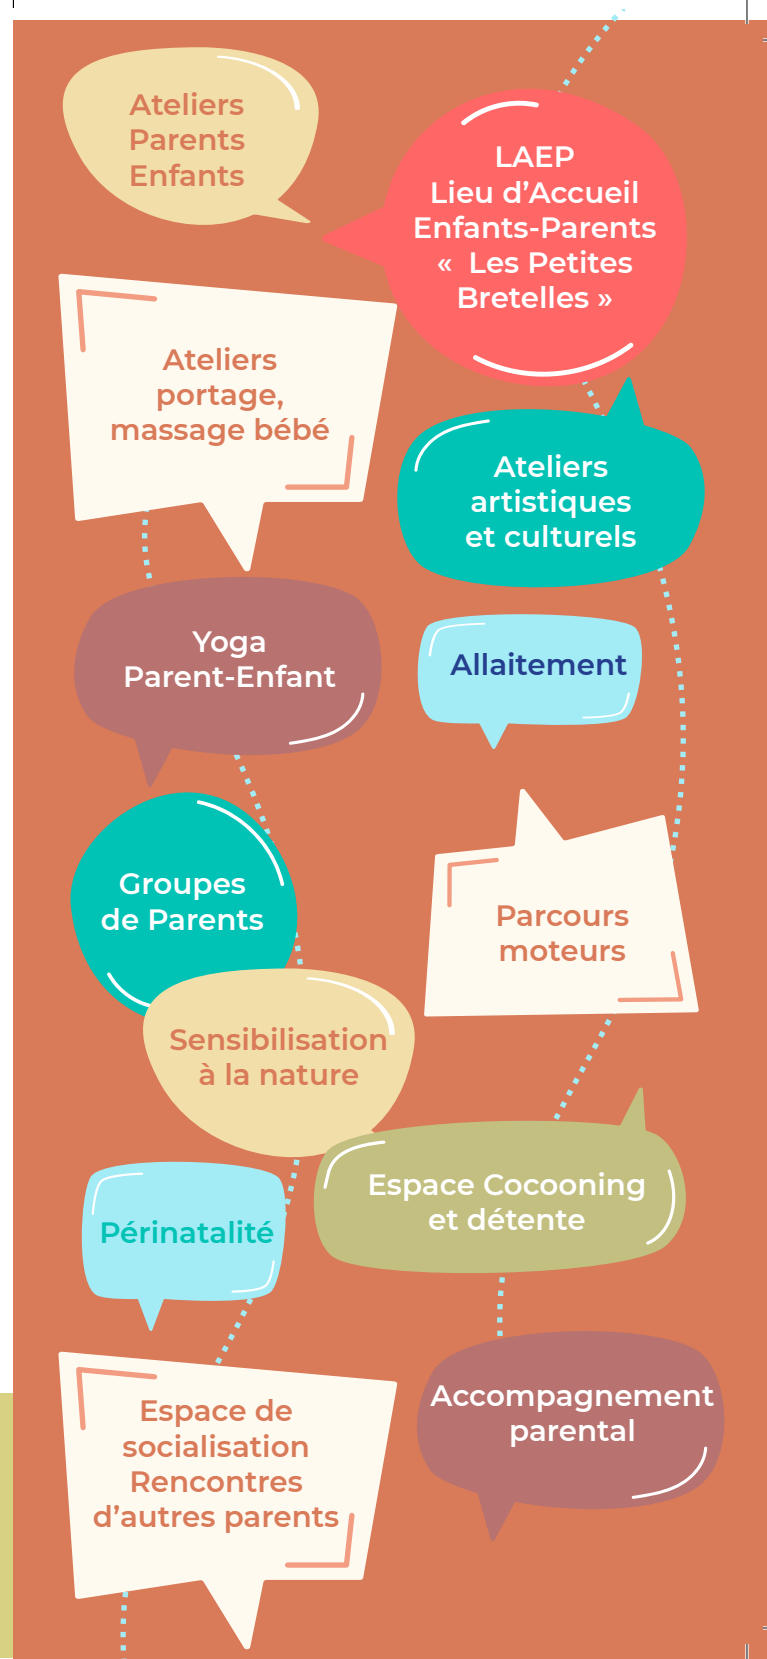 Ateliers
Parents
Enfants
LAEP
Lieu d’Accueil
Enfants-Parents
« Les Petites
Bretelles »
Ateliers
portage,
massage bébé
Ateliers
artistiques
et culturels
Yoga
Parent-Enfant
Allaitement
Groupes
de Parents
Parcours
moteurs
Sensibilisation
à la nature
Espace Cocooning
et détente
Périnatalité
Accompagnement
parental
Espace de
socialisation
Rencontres
d’autres parents